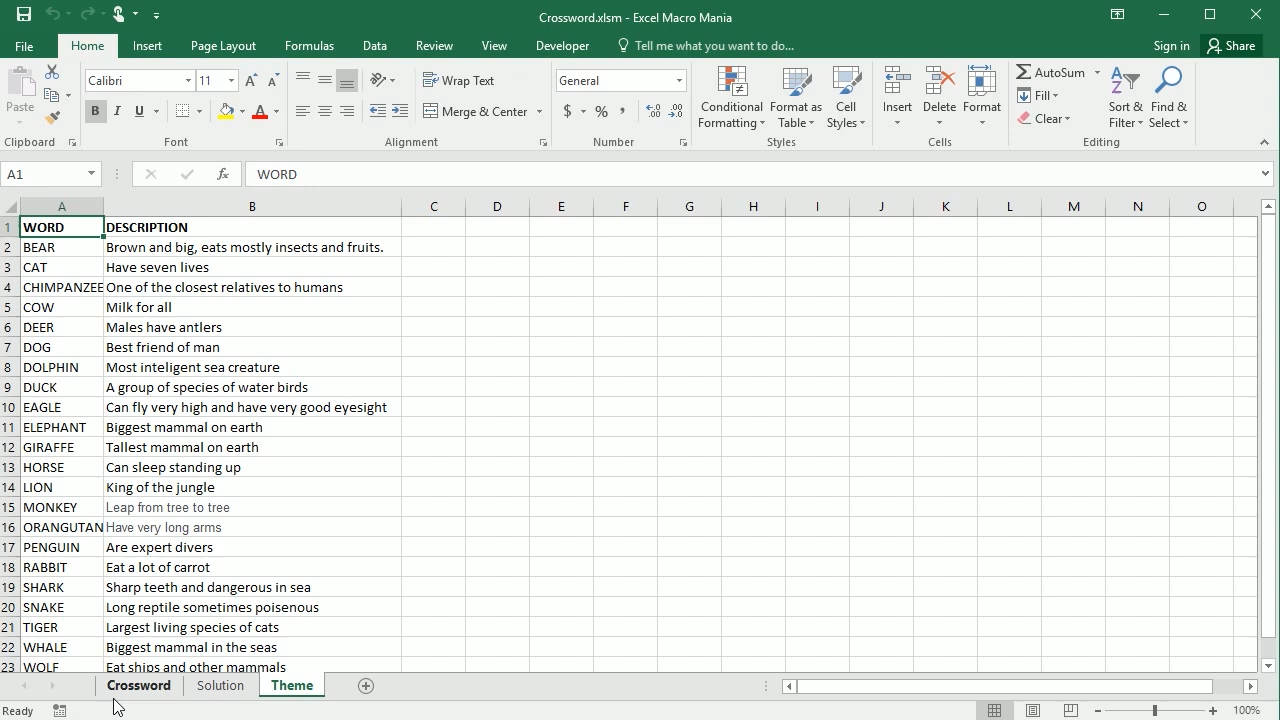 Crossword.xlsm - Excel Macro Mania
File Home Insert Page Layout Formulas Data Review View Developer Tell me what you want to do... Sign in Share
Paste
Clipboard
Calibri 11
B I U
Font
Wrap Text
Merge & Center
Alignment
General
$ % ,
Number
Conditional Formatting
Format as Table
Cell Styles
Styles
Insert Delete Format
Cells
AutoSum
Fill
Clear
Sort & Filter
Find & Select
Editing
A1 fx WORD
A B C D E F G H I J K L M N O
1 WORD DESCRIPTION
2 BEAR Brown and big, eats mostly insects and fruits.
3 CAT Have seven lives
4 CHIMPANZEE One of the closest relatives to humans
5 COW Milk for all
6 DEER Males have antlers
7 DOG Best friend of man
8 DOLPHIN Most inteligent sea creature
9 DUCK A group of species of water birds
10 EAGLE Can fly very high and have very good eyesight
11 ELEPHANT Biggest mammal on earth
12 GIRAFFE Tallest mammal on earth
13 HORSE Can sleep standing up
14 LION King of the jungle
15 MONKEY Leap from tree to tree
16 ORANGUTAN Have very long arms
17 PENGUIN Are expert divers
18 RABBIT Eat a lot of carrot
19 SHARK Sharp teeth and dangerous in sea
20 SNAKE Long reptile sometimes poisenous
21 TIGER Largest living species of cats
22 WHALE Biggest mammal in the seas
23 WOLF Eat ships and other mammals
Crossword Solution Theme
Ready 100%